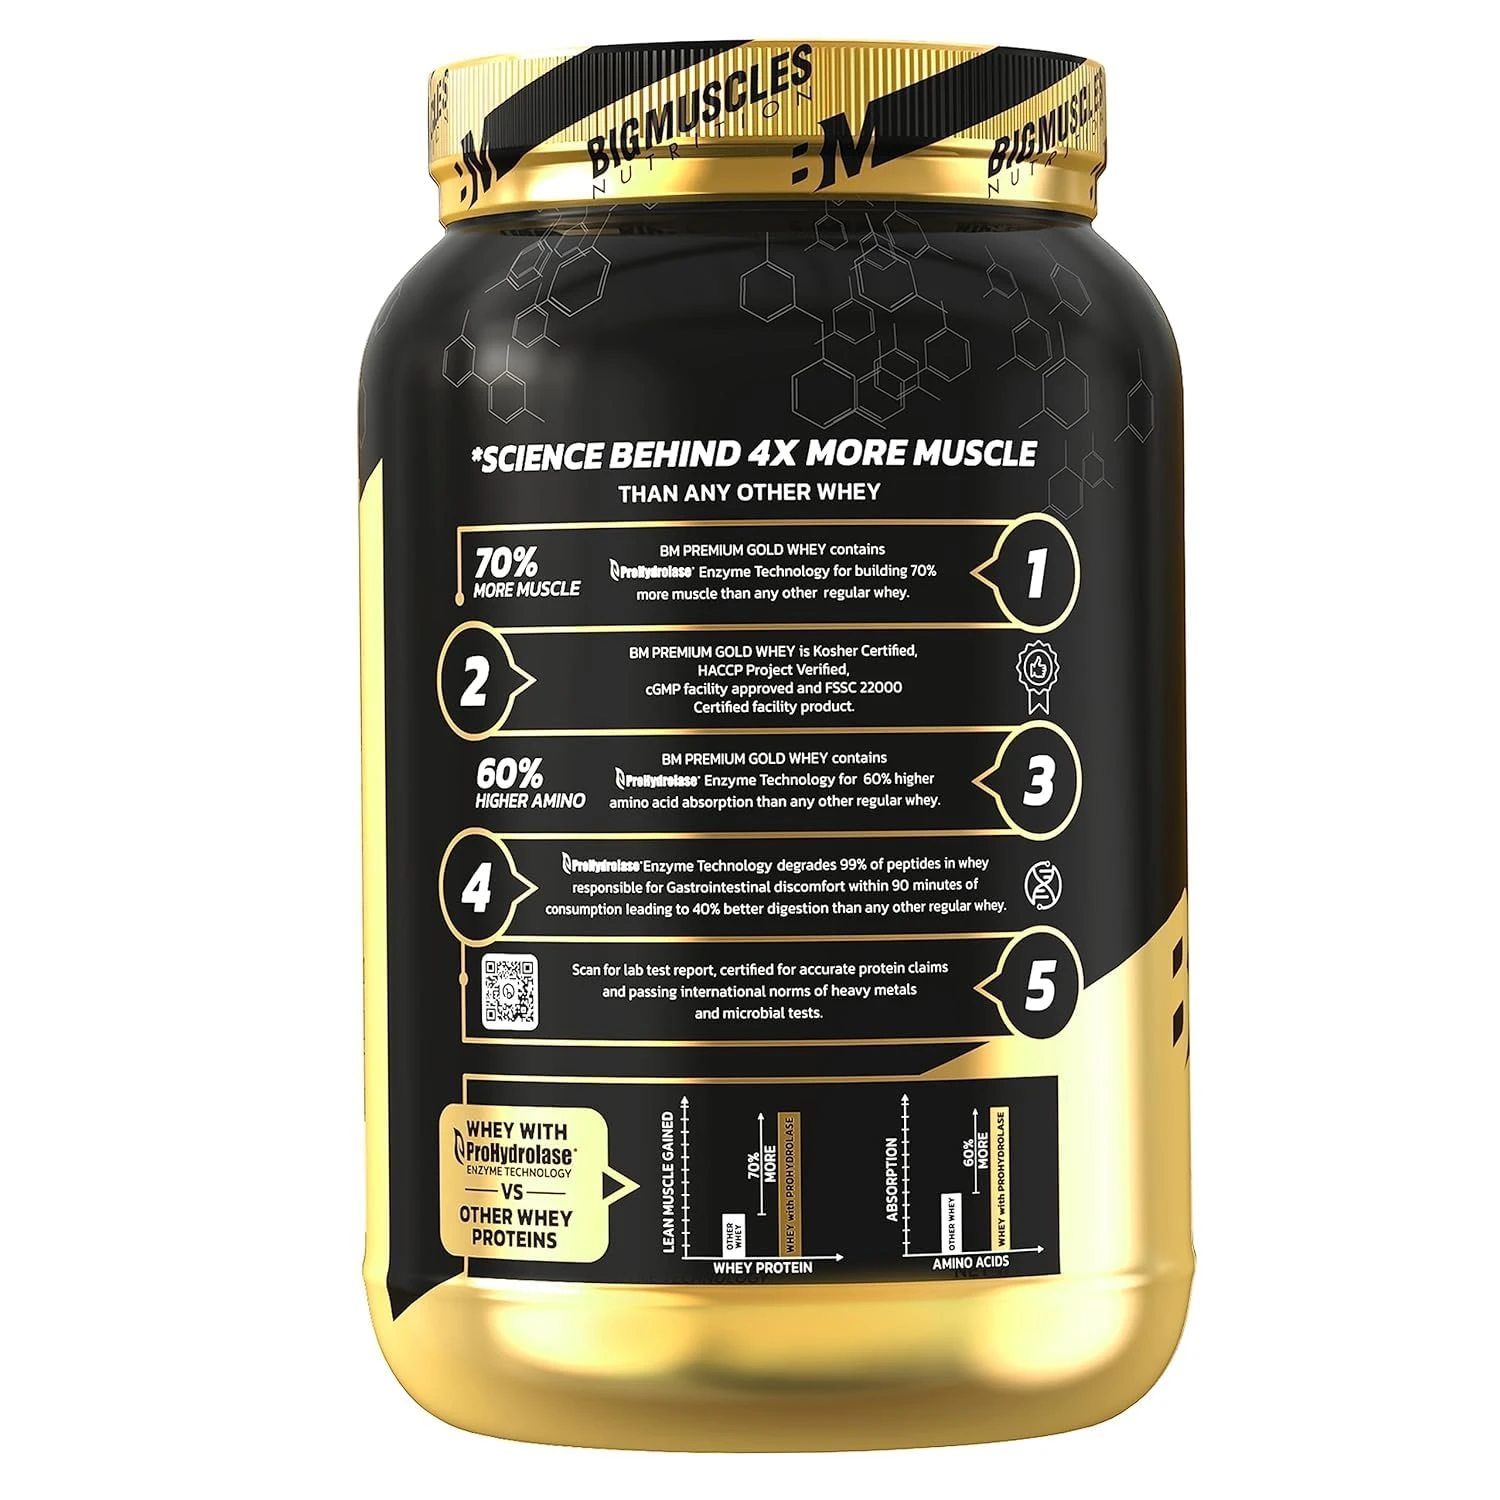 BIGMUSCLES
NUTRITION
BM
BIGMUSCLES
*SCIENCE BEHIND 4X MORE MUSCLE
THAN ANY OTHER WHEY
70%
MORE MUSCLE
BM PREMIUM GOLD WHEY contains
ProHydrolase® Enzyme Technology for building 70%
more muscle than any other regular whey.
1
2
BM PREMIUM GOLD WHEY is Kosher Certified,
HACCP Project Verified,
cGMP facility approved and FSSC 22000
Certified facility product.
60%
HIGHER AMINO
BM PREMIUM GOLD WHEY contains
ProHydrolase® Enzyme Technology for 60% higher
amino acid absorption than any other regular whey.
3
4
ProHydrolase® Enzyme Technology degrades 99% of peptides in whey
responsible for Gastrointestinal discomfort within 90 minutes of
consumption leading to 40% better digestion than any other regular whey.
Scan for lab test report, certified for accurate protein claims
and passing international norms of heavy metals
and microbial tests.
5
WHEY WITH
ProHydrolase®
ENZYME TECHNOLOGY
VS
OTHER WHEY
PROTEINS
LEAN MUSCLE GAINED
OTHER
WHEY
70%
MORE
WHEY with PROHYDROLASE
WHEY PROTEIN
ABSORPTION
OTHER WHEY
60%
MORE
WHEY with PROHYDROLASE
AMINO ACIDS